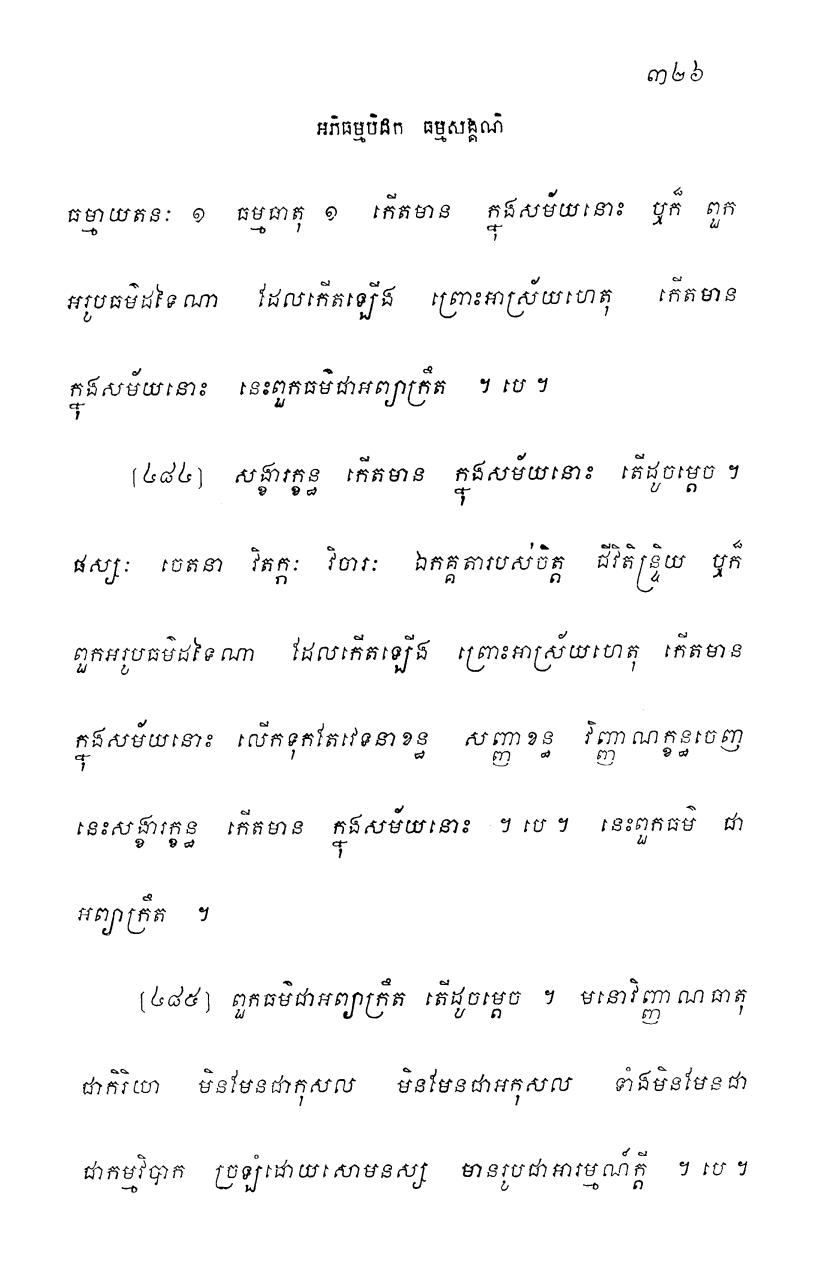 ៣២៦
អភិធម្មបិដក ធម្មសង្គណិ
ធម្មាយតនៈ ១ ធម្មធាតុ ១ កើតមាន ក្នុងសម័យនោះ ឬក៏ ពួក
អរូបធម៌ដទៃណា ដែលកើតឡើង ព្រោះអាស្រ័យហេតុ កើតមាន
ក្នុងសម័យនោះ នេះពួកធម៌ជាអព្យាក្រឹត ។ បេ ។
[៤៨៤] សង្ខារក្ខន្ធ កើតមាន ក្នុងសម័យនោះ តើដូចម្តេច ។
ផស្សៈ ចេតនា វិតក្កៈ វិចារៈ ឯកគ្គតារបស់ចិត្ត ជីវិតិន្ទ្រិយ ឬក៏
ពួកអរូបធម៌ដទៃណា ដែលកើតឡើង ព្រោះអាស្រ័យហេតុ កើតមាន
ក្នុងសម័យនោះ លើកទុកតែវេទនាខន្ធ សញ្ញាខន្ធ វិញ្ញាណក្ខន្ធចេញ
នេះសង្ខារក្ខន្ធ កើតមាន ក្នុងសម័យនោះ ។ បេ ។ នេះពួកធម៌ ជា
អព្យាក្រឹត ។
[៤៨៥] ពួកធម៌ជាអព្យាក្រឹត តើដូចម្តេច ។ មនោវិញ្ញាណធាតុ
ជាកិរិយា មិនមែនជាកុសល មិនមែនជាអកុសល ទាំងមិនមែនជា
ជាកម្មវិបាក ច្រឡំដោយសោមនស្ស មានរូបជាអារម្មណ៍ក្តី ។ បេ ។